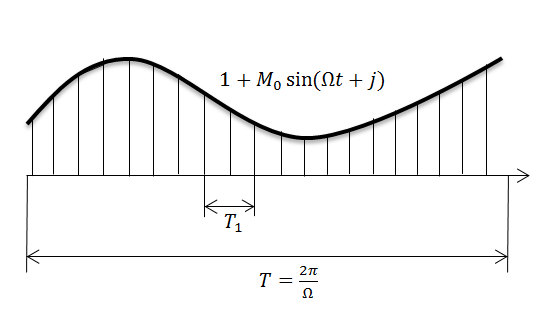 1 + M₀ sin(Ωt + j)
T₁
T = 2π/Ω